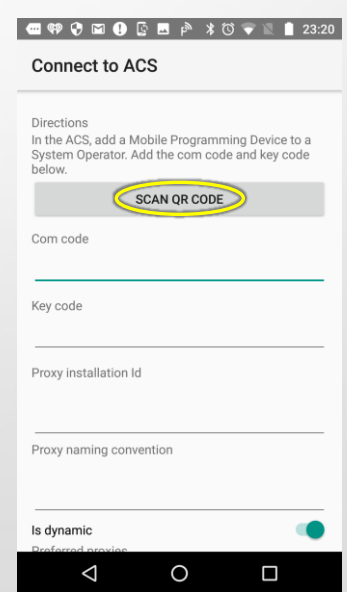 23:20
Connect to ACS
Directions
In the ACS, add a Mobile Programming Device to a
System Operator. Add the com code and key code
below.
SCAN QR CODE
Com code
Key code
Proxy installation Id
Proxy naming convention
Is dynamic
Preferred proxies